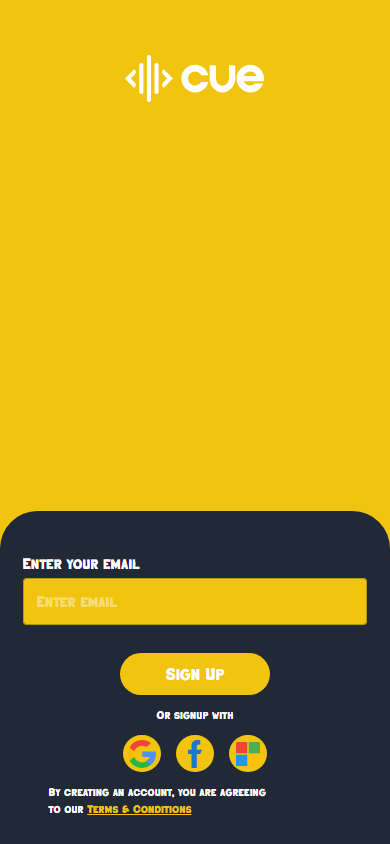 cue
Enter your email
Enter email
Sign Up
Or signup with
By creating an account, you are agreeing
to our Terms & Conditions